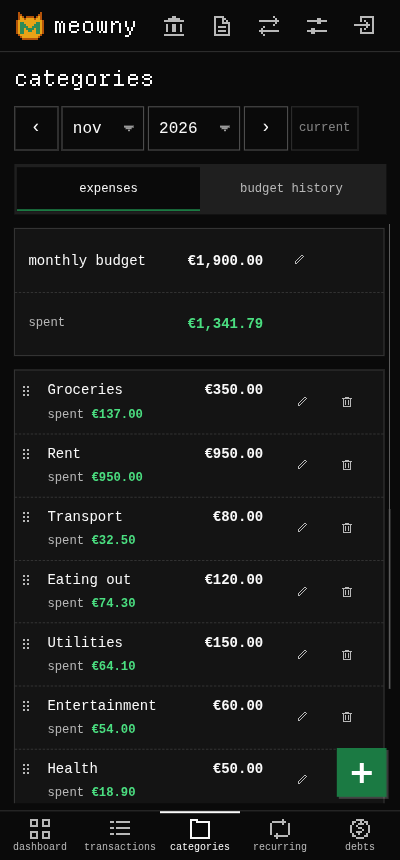 meowny
categories
‹ nov 2026 › current
expenses budget history
monthly budget €1,900.00
spent €1,341.79
Groceries €350.00
spent €137.00
Rent €950.00
spent €950.00
Transport €80.00
spent €32.50
Eating out €120.00
spent €74.30
Utilities €150.00
spent €64.10
Entertainment €60.00
spent €54.00
Health €50.00
spent €18.90
+
dashboard transactions categories recurring debts